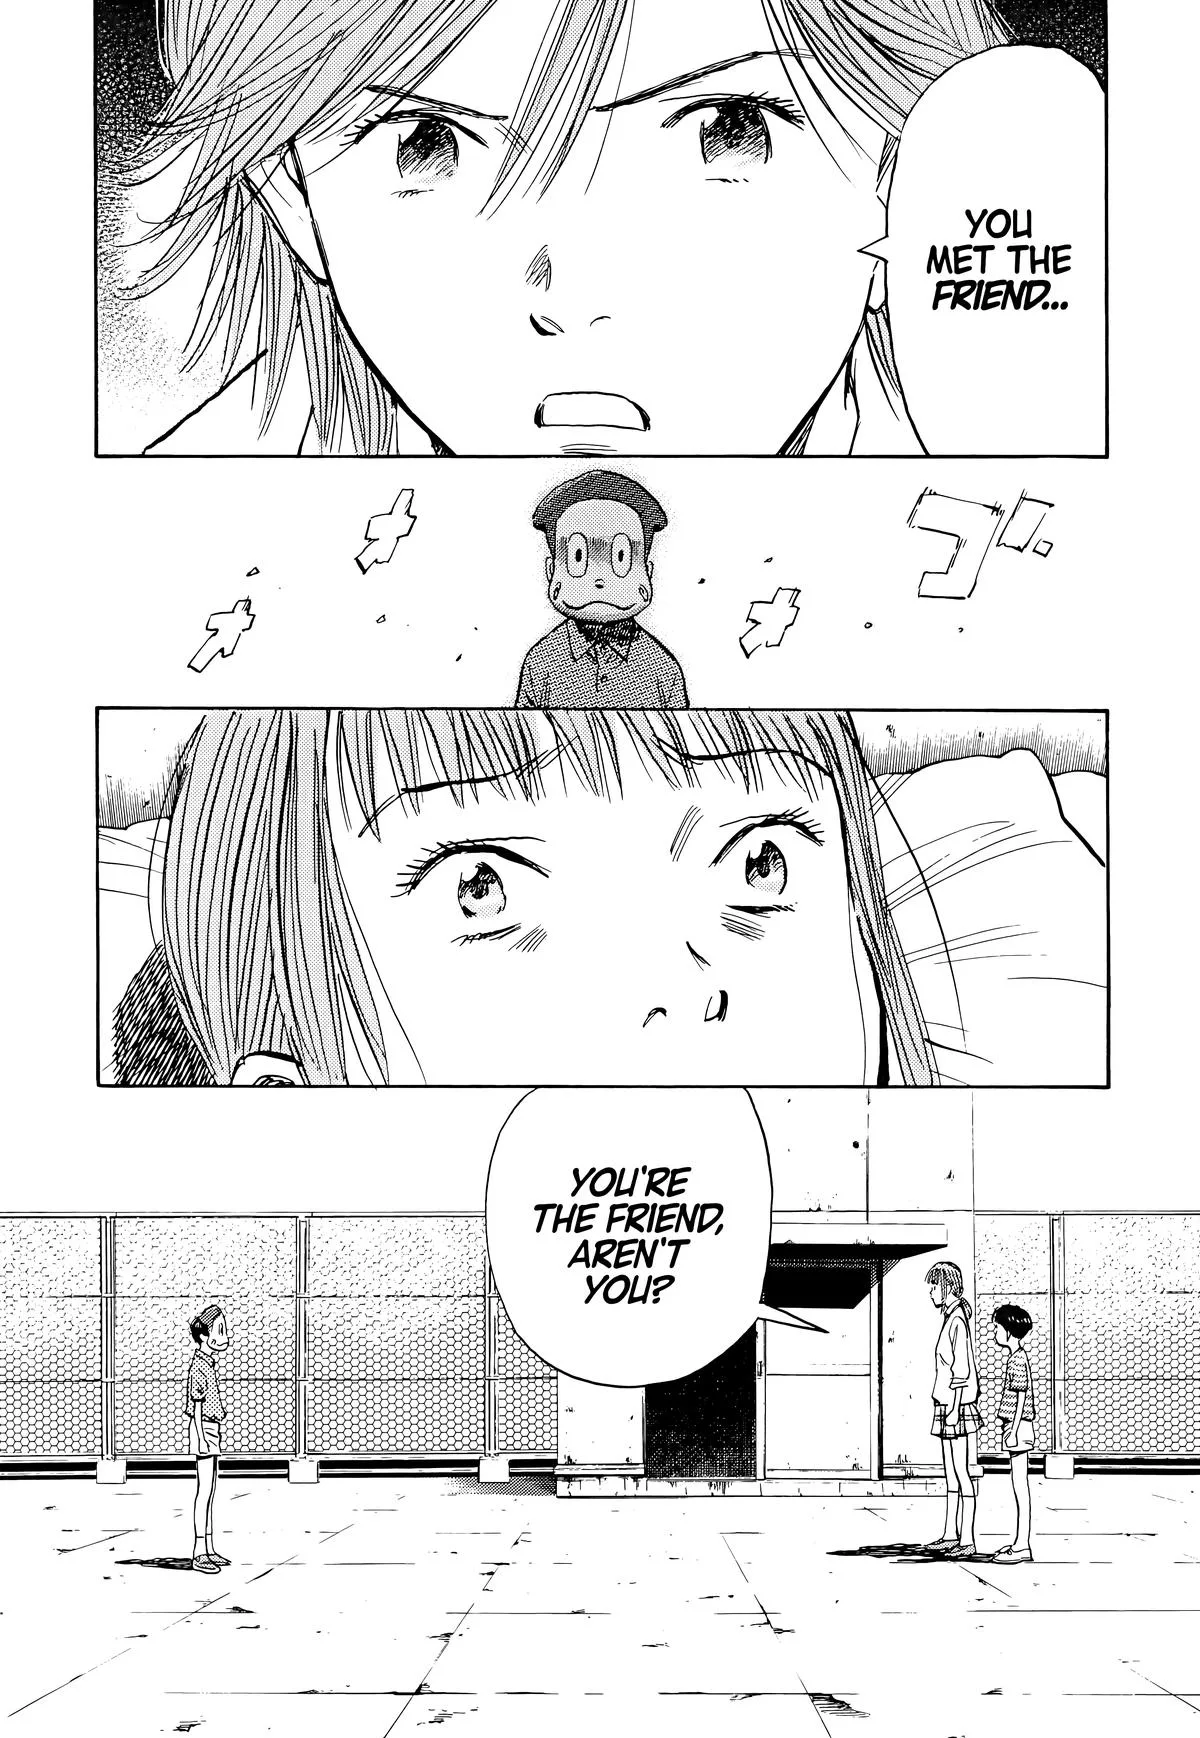 YOU
MET THE
FRIEND...
YOU'RE
THE FRIEND,
AREN'T
YOU?